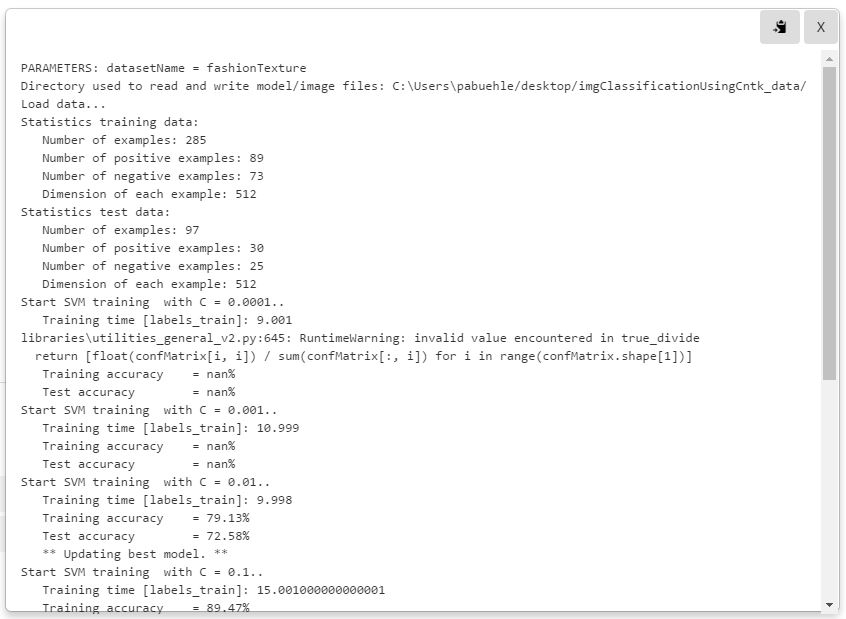 X
PARAMETERS: datasetName = fashionTexture
Directory used to read and write model/image files: C:\Users\pabuehle/desktop/imgClassificationUsingCntk_data/
Load data...
Statistics training data:
   Number of examples: 285
   Number of positive examples: 89
   Number of negative examples: 73
   Dimension of each example: 512
Statistics test data:
   Number of examples: 97
   Number of positive examples: 30
   Number of negative examples: 25
   Dimension of each example: 512
Start SVM training  with C = 0.0001..
   Training time [labels_train]: 9.001
libraries\utilities_general_v2.py:645: RuntimeWarning: invalid value encountered in true_divide
  return [float(confMatrix[i, i]) / sum(confMatrix[:, i]) for i in range(confMatrix.shape[1])]
   Training accuracy    = nan%
   Test accuracy        = nan%
Start SVM training  with C = 0.001..
   Training time [labels_train]: 10.999
   Training accuracy    = nan%
   Test accuracy        = nan%
Start SVM training  with C = 0.01..
   Training time [labels_train]: 9.998
   Training accuracy    = 79.13%
   Test accuracy        = 72.58%
   ** Updating best model. **
Start SVM training  with C = 0.1..
   Training time [labels_train]: 15.001000000000001
   Training accuracy    = 89.47%